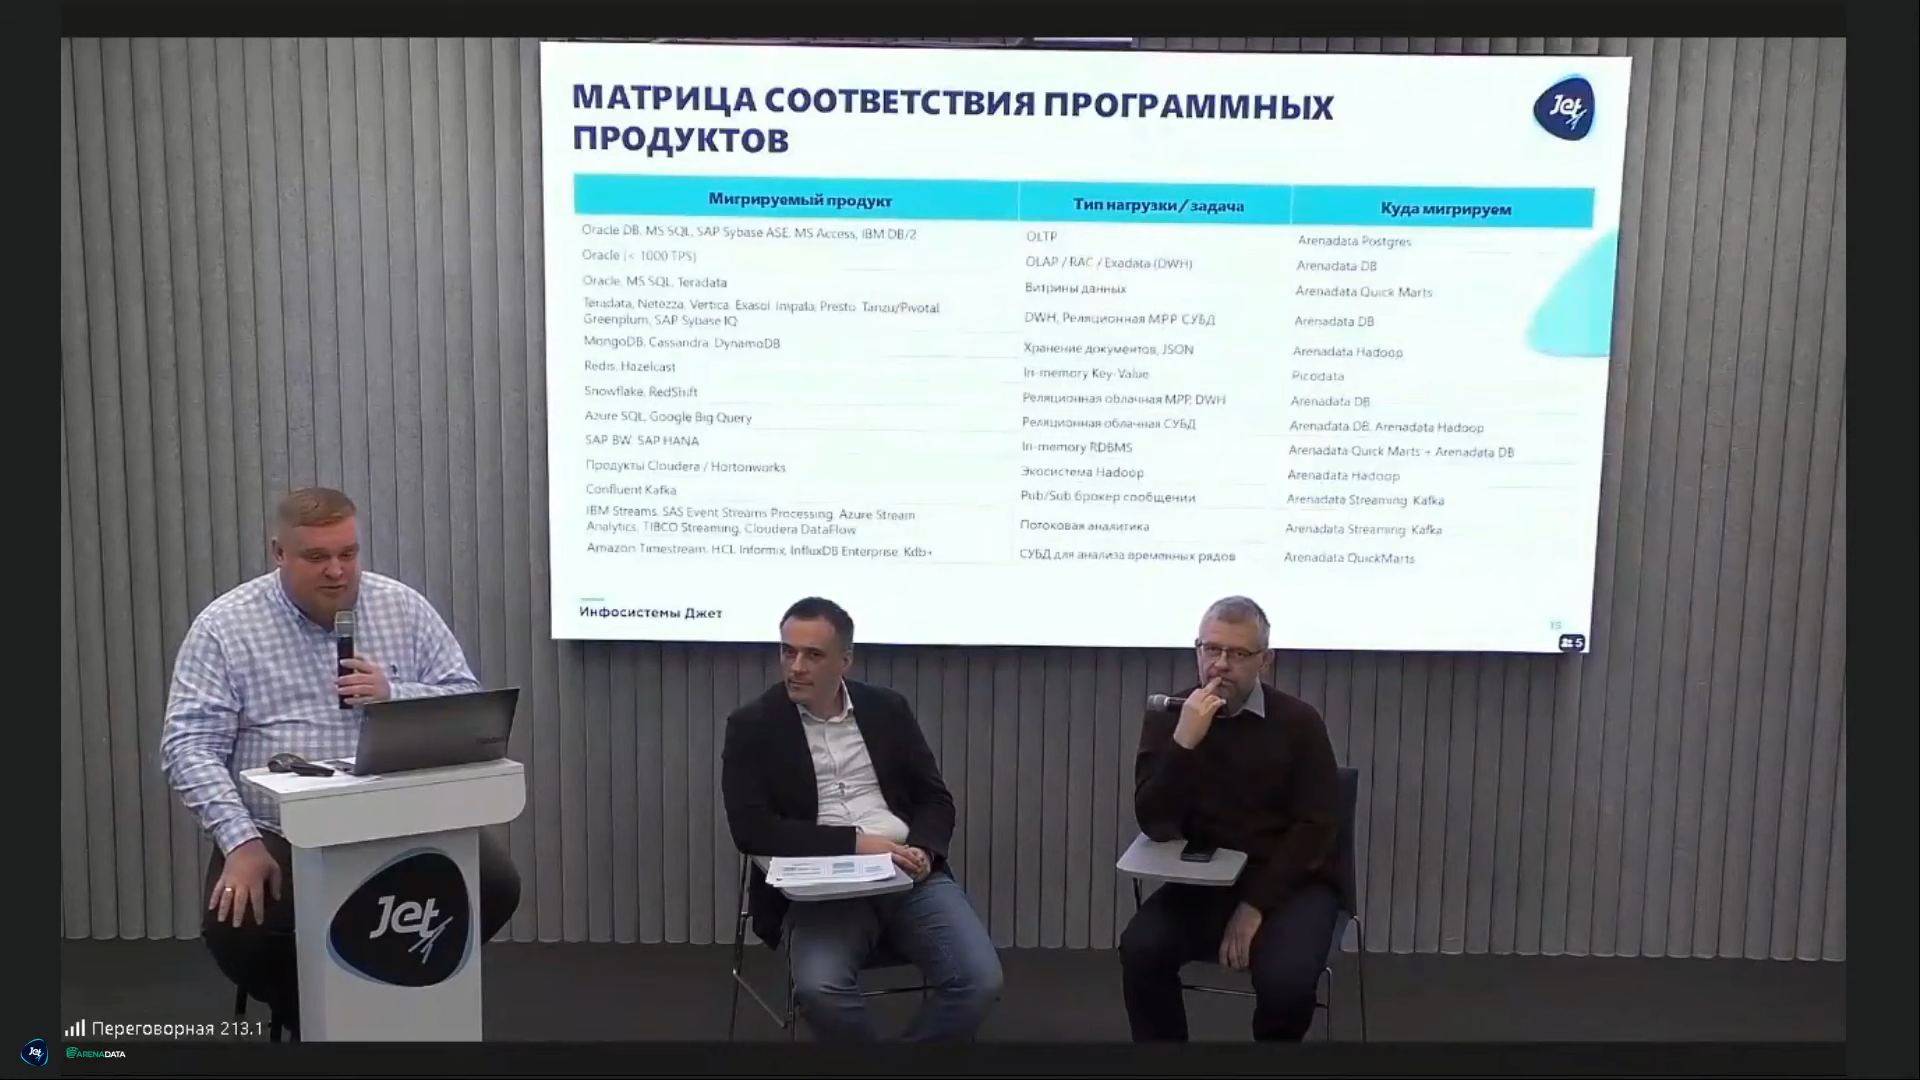 МАТРИЦА СООТВЕТСТВИЯ ПРОГРАММНЫХ
ПРОДУКТОВ
Jet
Мигрируемый продукт
Тип нагрузки / задача
Куда мигрируем
Oracle DB, MS SQL, SAP Sybase ASE, MS Access, IBM DB/2
OLTP
Arenadata Postgres
Oracle (< 1000 TPS)
OLAP / RAC / Exadata (DWH)
Arenadata DB
Oracle, MS SQL, Teradata
Витрины данных
Arenadata Quick Marts
Teradata, Netezza, Vertica, Exasol, Impala, Presto, Tanzu/Pivotal
Greenplum, SAP Sybase IQ
DWH, Реляционная MPP СУБД
Arenadata DB
MongoDB, Cassandra, DynamoDB
Хранение документов, JSON
Arenadata Hadoop
Redis, Hazelcast
In-memory Key-Value
Picodata
Snowflake, RedShift
Реляционная облачная MPP, DWH
Arenadata DB
Azure SQL, Google Big Query
Реляционная облачная СУБД
Arenadata DB, Arenadata Hadoop
SAP BW, SAP HANA
In-memory RDBMS
Arenadata Quick Marts + Arenadata DB
Продукты Cloudera / Hortonworks
Экосистема Hadoop
Arenadata Hadoop
Confluent Kafka
Pub/Sub брокер сообщении
Arenadata Streaming, Kafka
IBM Streams, SAS Event Streams Processing, Azure Stream
Analytics, TIBCO Streaming, Cloudera DataFlow
Потоковая аналитика
Arenadata Streaming, Kafka
Amazon Timestream, HCL Informix, InfluxDB Enterprise, Kdb+
СУБД для анализа временных рядов
Arenadata QuickMarts
Инфосистемы Джет
15
5
Jet
Переговорная 213.1
Jet
ARENADATA